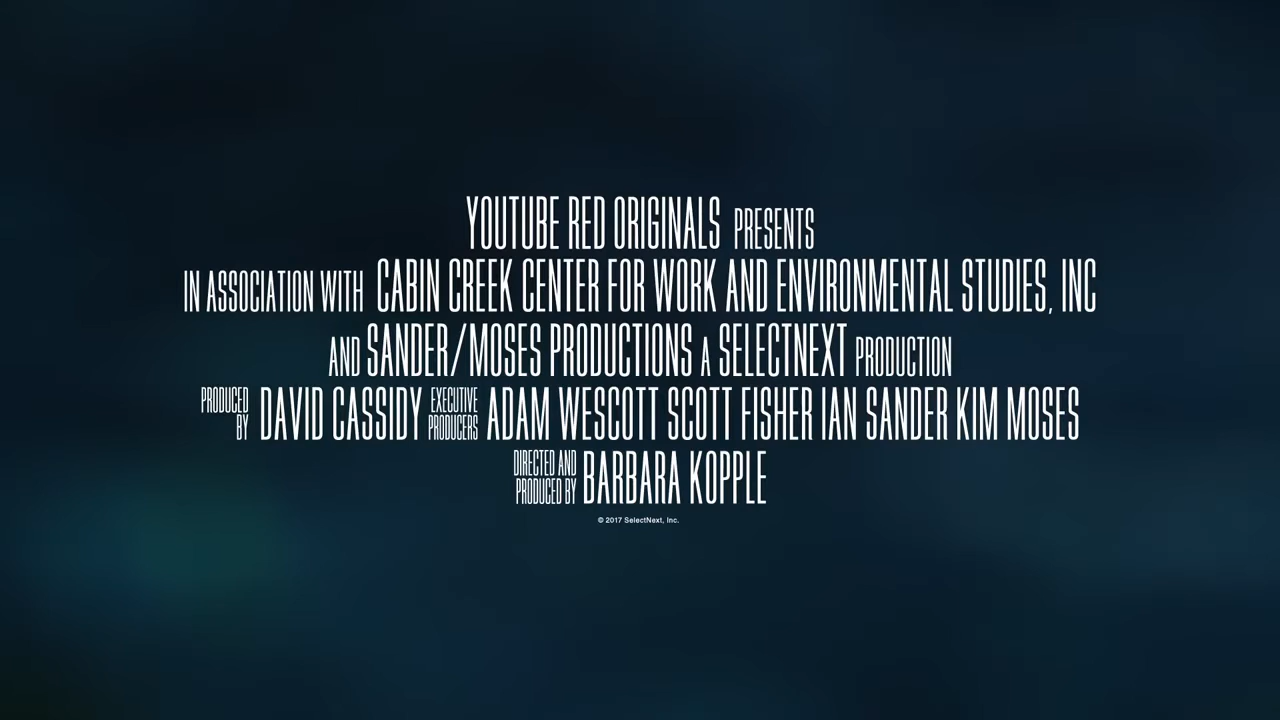 YOUTUBE RED ORIGINALS PRESENTS
IN ASSOCIATION WITH CABIN CREEK CENTER FOR WORK AND ENVIRONMENTAL STUDIES, INC
AND SANDER/MOSES PRODUCTIONS A SELECTNEXT PRODUCTION
PRODUCED BY DAVID CASSIDY EXECUTIVE PRODUCERS ADAM WESCOTT SCOTT FISHER IAN SANDER KIM MOSES
DIRECTED AND PRODUCED BY BARBARA KOPPLE
© 2017 SelectNext, Inc.